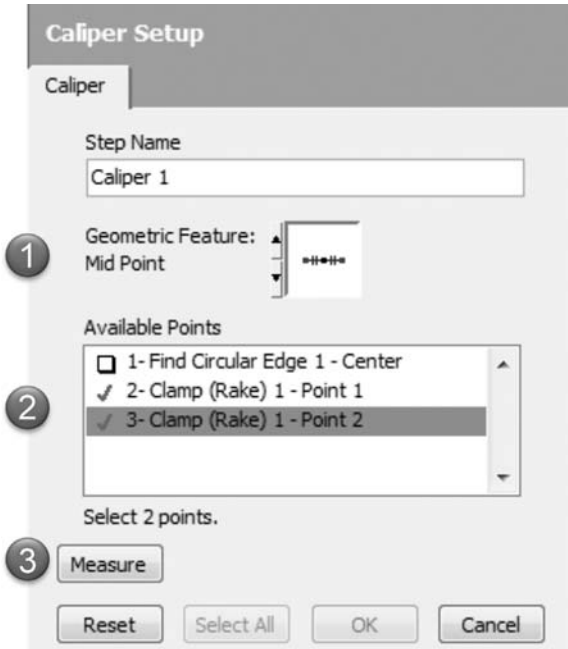 Caliper Setup
Caliper
Step Name
Caliper 1
1
Geometric Feature:
Mid Point
Available Points
1- Find Circular Edge 1 - Center
2- Clamp (Rake) 1 - Point 1
2
3- Clamp (Rake) 1 - Point 2
Select 2 points.
3
Measure
Reset Select All OK Cancel